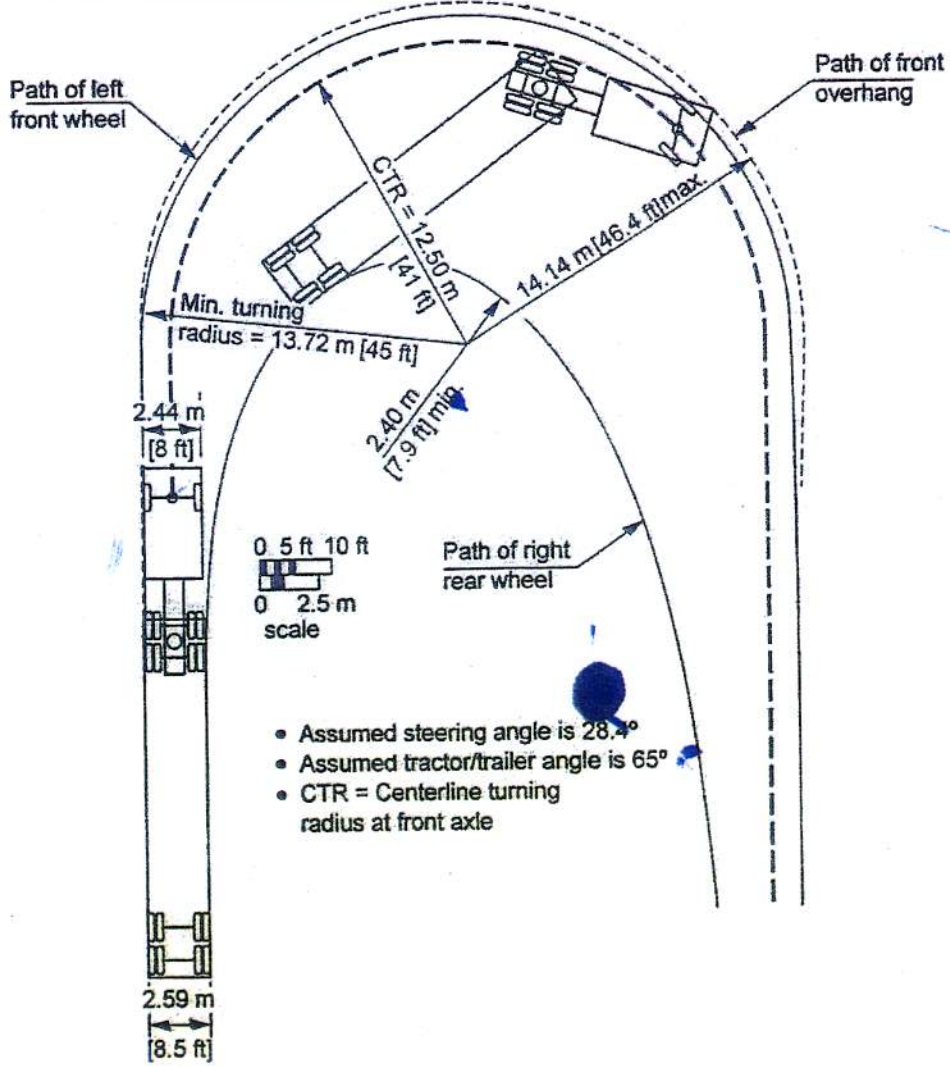 Path of left
front wheel
Path of front
overhang
CTR = 12.50 m
[41 ft]
14.14 m [46.4 ft] max.
Min. turning
radius = 13.72 m [45 ft]
2.40 m
[7.9 ft] min.
2.44 m
[8 ft]
0 5 ft 10 ft
0 2.5 m
scale
Path of right
rear wheel
• Assumed steering angle is 28.4º
• Assumed tractor/trailer angle is 65º
• CTR = Centerline turning
radius at front axle
2.59 m
[8.5 ft]